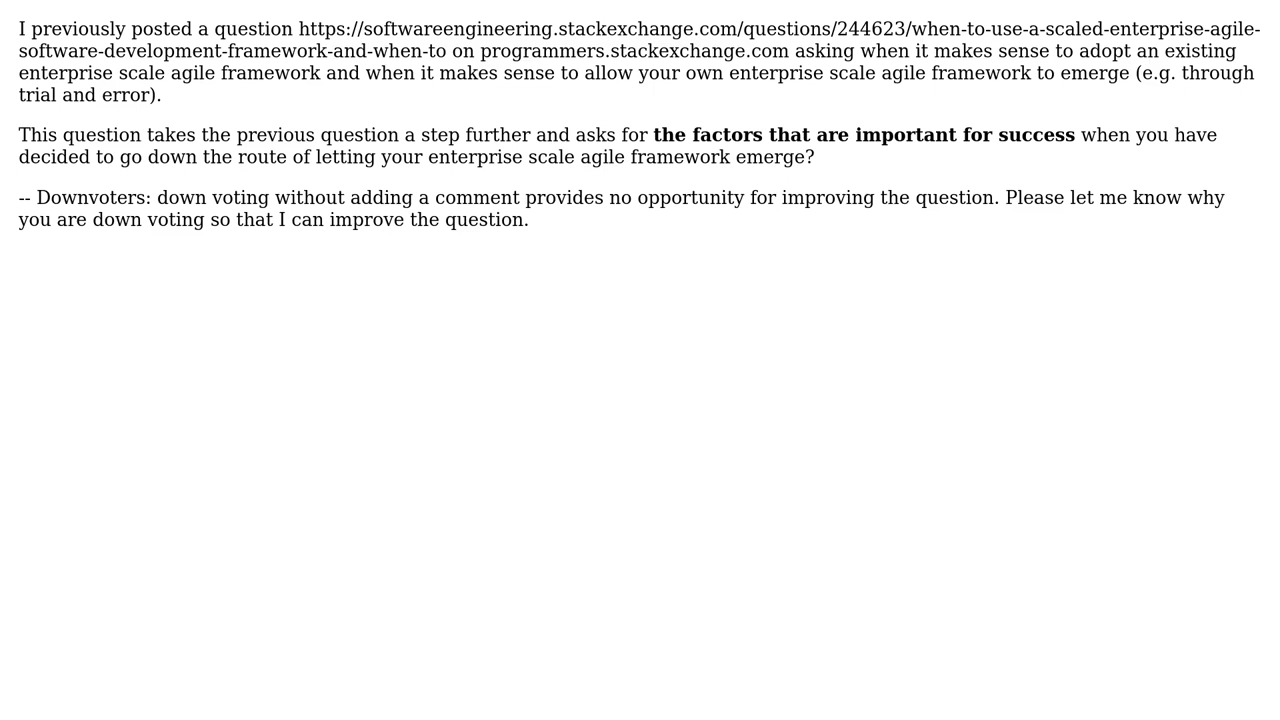 I previously posted a question https://softwareengineering.stackexchange.com/questions/244623/when-to-use-a-scaled-enterprise-agile-
software-development-framework-and-when-to on programmers.stackexchange.com asking when it makes sense to adopt an existing
enterprise scale agile framework and when it makes sense to allow your own enterprise scale agile framework to emerge (e.g. through
trial and error).
This question takes the previous question a step further and asks for the factors that are important for success when you have
decided to go down the route of letting your enterprise scale agile framework emerge?
-- Downvoters: down voting without adding a comment provides no opportunity for improving the question. Please let me know why
you are down voting so that I can improve the question.